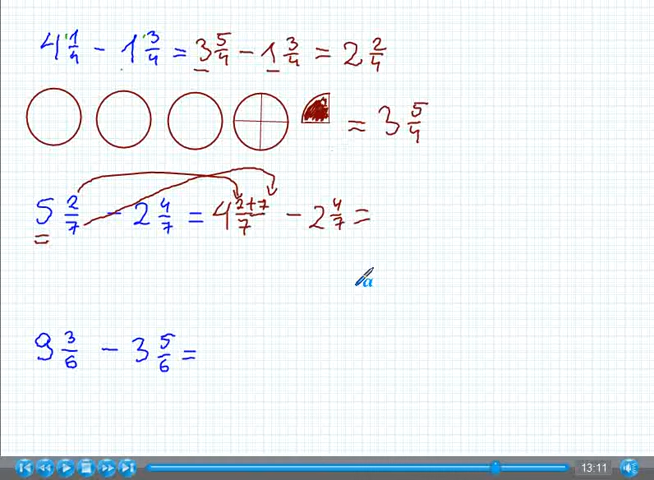 4 1/4 - 1 3/4 = 3 5/4 - 1 3/4 = 2 2/4
= 3 5/4
5 2/7 - 2 4/7 = 4 (2+7)/7 - 2 4/7 =
9 3/6 - 3 5/6 =
13:11